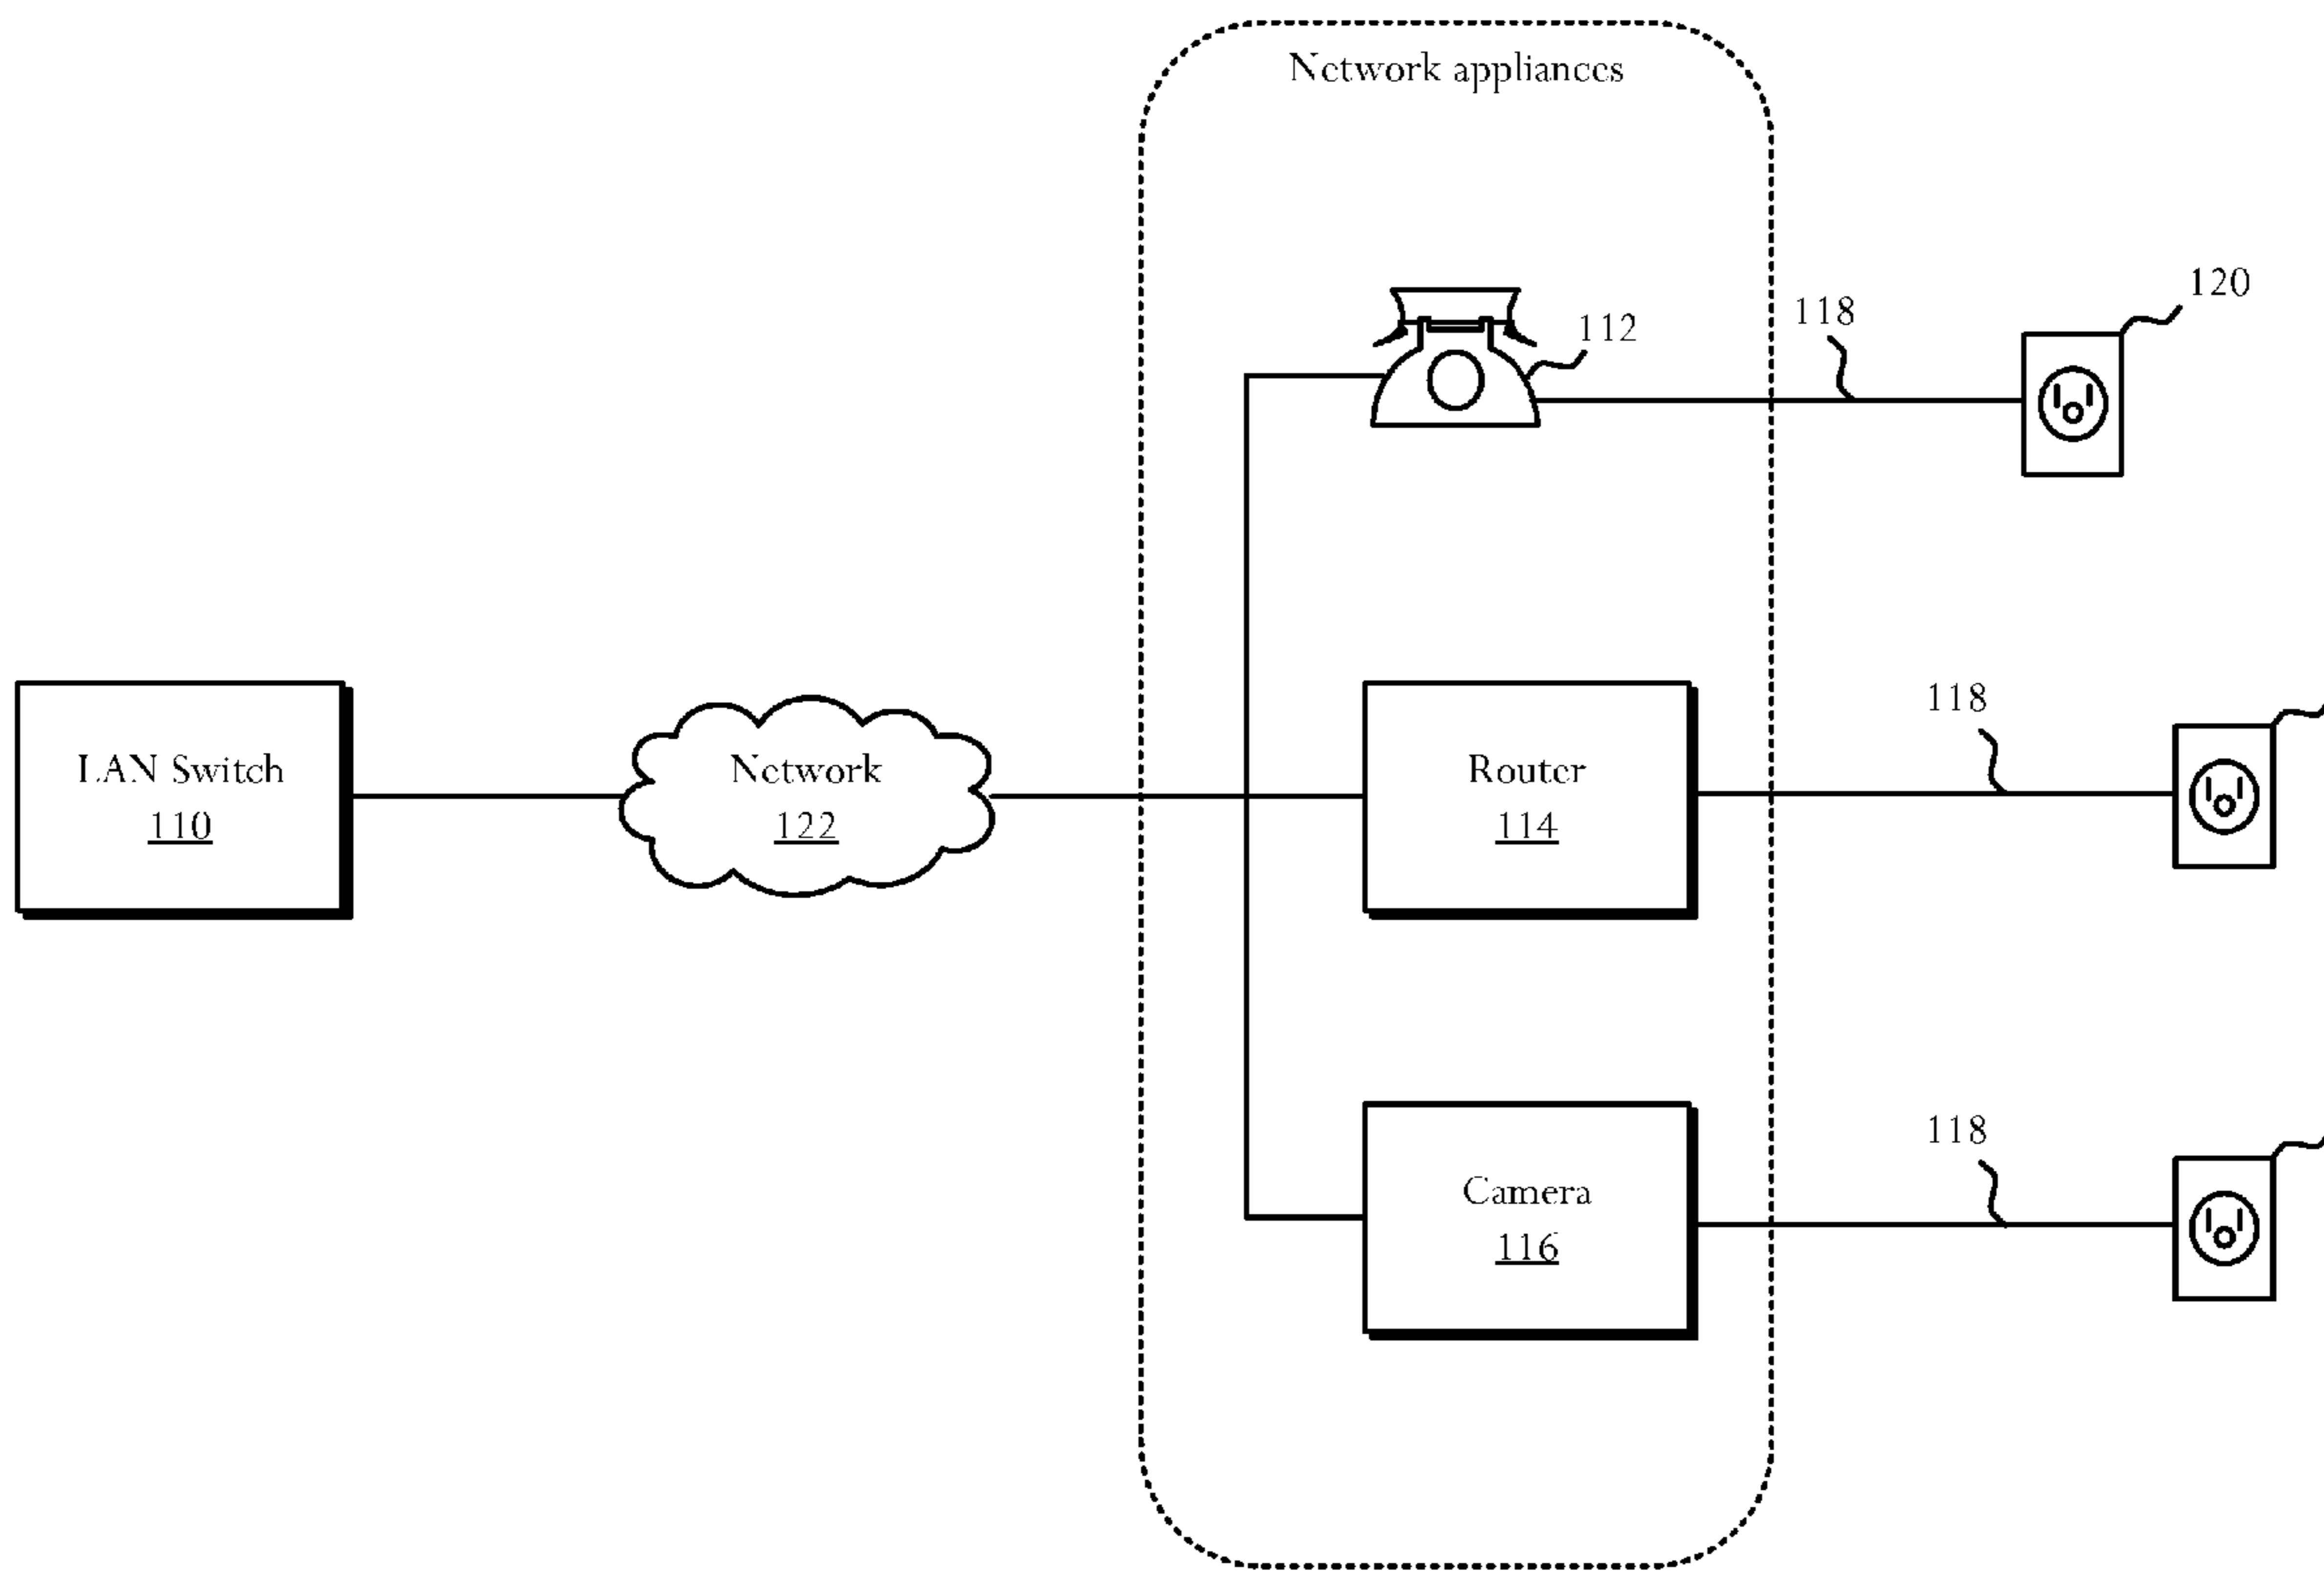 Network appliances
120
118
112
118
LAN Switch
110
Network
122
Router
114
118
Camera
116